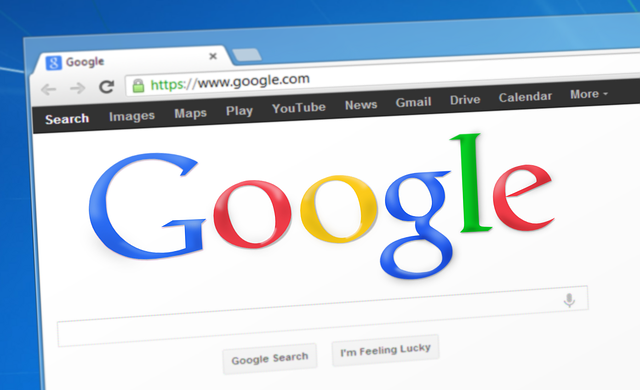 Google
https://www.google.com
Search Images Maps Play YouTube News Gmail Drive Calendar More
Google
Google Search I'm Feeling Lucky